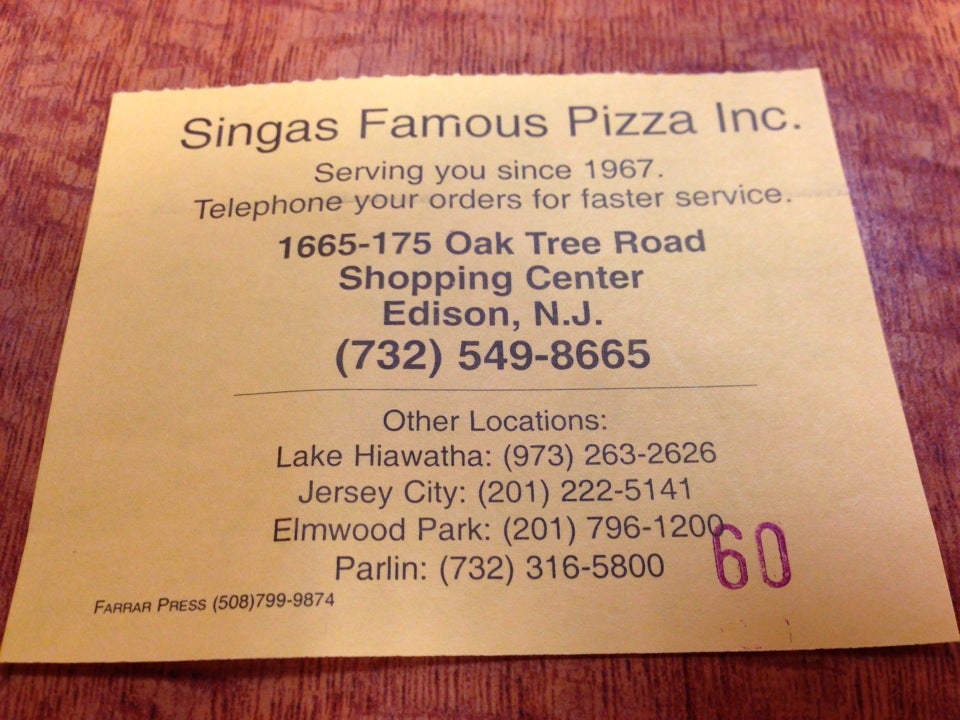 Singas Famous Pizza Inc.
Serving you since 1967.
Telephone your orders for faster service.
1665-175 Oak Tree Road
Shopping Center
Edison, N.J.
(732) 549-8665
Other Locations:
Lake Hiawatha: (973) 263-2626
Jersey City: (201) 222-5141
Elmwood Park: (201) 796-1200
Parlin: (732) 316-5800
60
FARRAR PRESS (508)799-9874